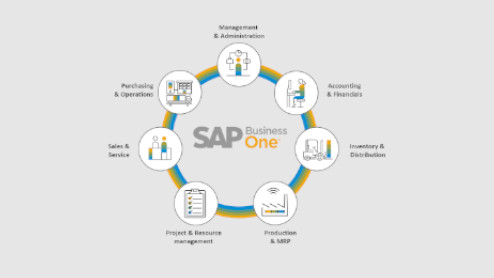 Management
& Administration
Purchasing
& Operations
Accounting
& Financials
SAP Business
One
Sales &
Service
Inventory &
Distribution
Project & Resource
management
Production
& MRP